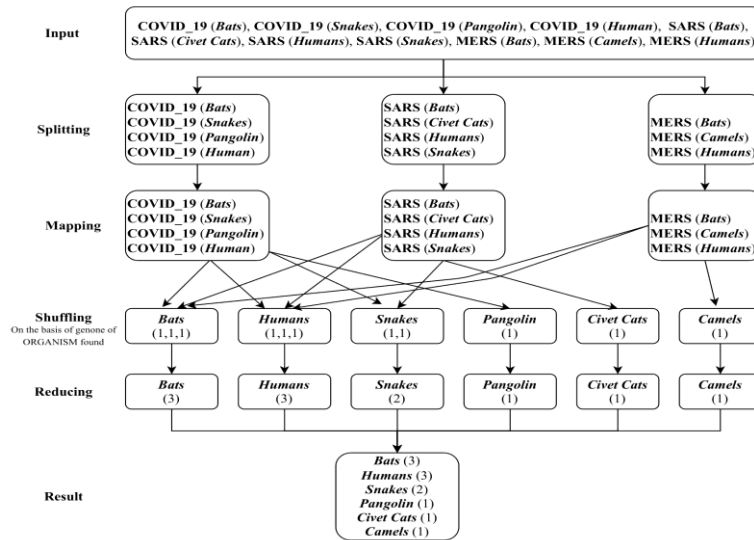 Input
COVID_19 (Bats), COVID_19 (Snakes), COVID_19 (Pangolin), COVID_19 (Human), SARS (Bats),
SARS (Civet Cats), SARS (Humans), SARS (Snakes), MERS (Bats), MERS (Camels), MERS (Humans)
Splitting
COVID_19 (Bats)
COVID_19 (Snakes)
COVID_19 (Pangolin)
COVID_19 (Human)
SARS (Bats)
SARS (Civet Cats)
SARS (Humans)
SARS (Snakes)
MERS (Bats)
MERS (Camels)
MERS (Humans)
Mapping
COVID_19 (Bats)
COVID_19 (Snakes)
COVID_19 (Pangolin)
COVID_19 (Human)
SARS (Bats)
SARS (Civet Cats)
SARS (Humans)
SARS (Snakes)
MERS (Bats)
MERS (Camels)
MERS (Humans)
Shuffling
On the basis of genone of
ORGANISM found
Bats
(1,1,1)
Humans
(1,1,1)
Snakes
(1,1)
Pangolin
(1)
Civet Cats
(1)
Camels
(1)
Reducing
Bats
(3)
Humans
(3)
Snakes
(2)
Pangolin
(1)
Civet Cats
(1)
Camels
(1)
Result
Bats (3)
Humans (3)
Snakes (2)
Pangolin (1)
Civet Cats (1)
Camels (1)